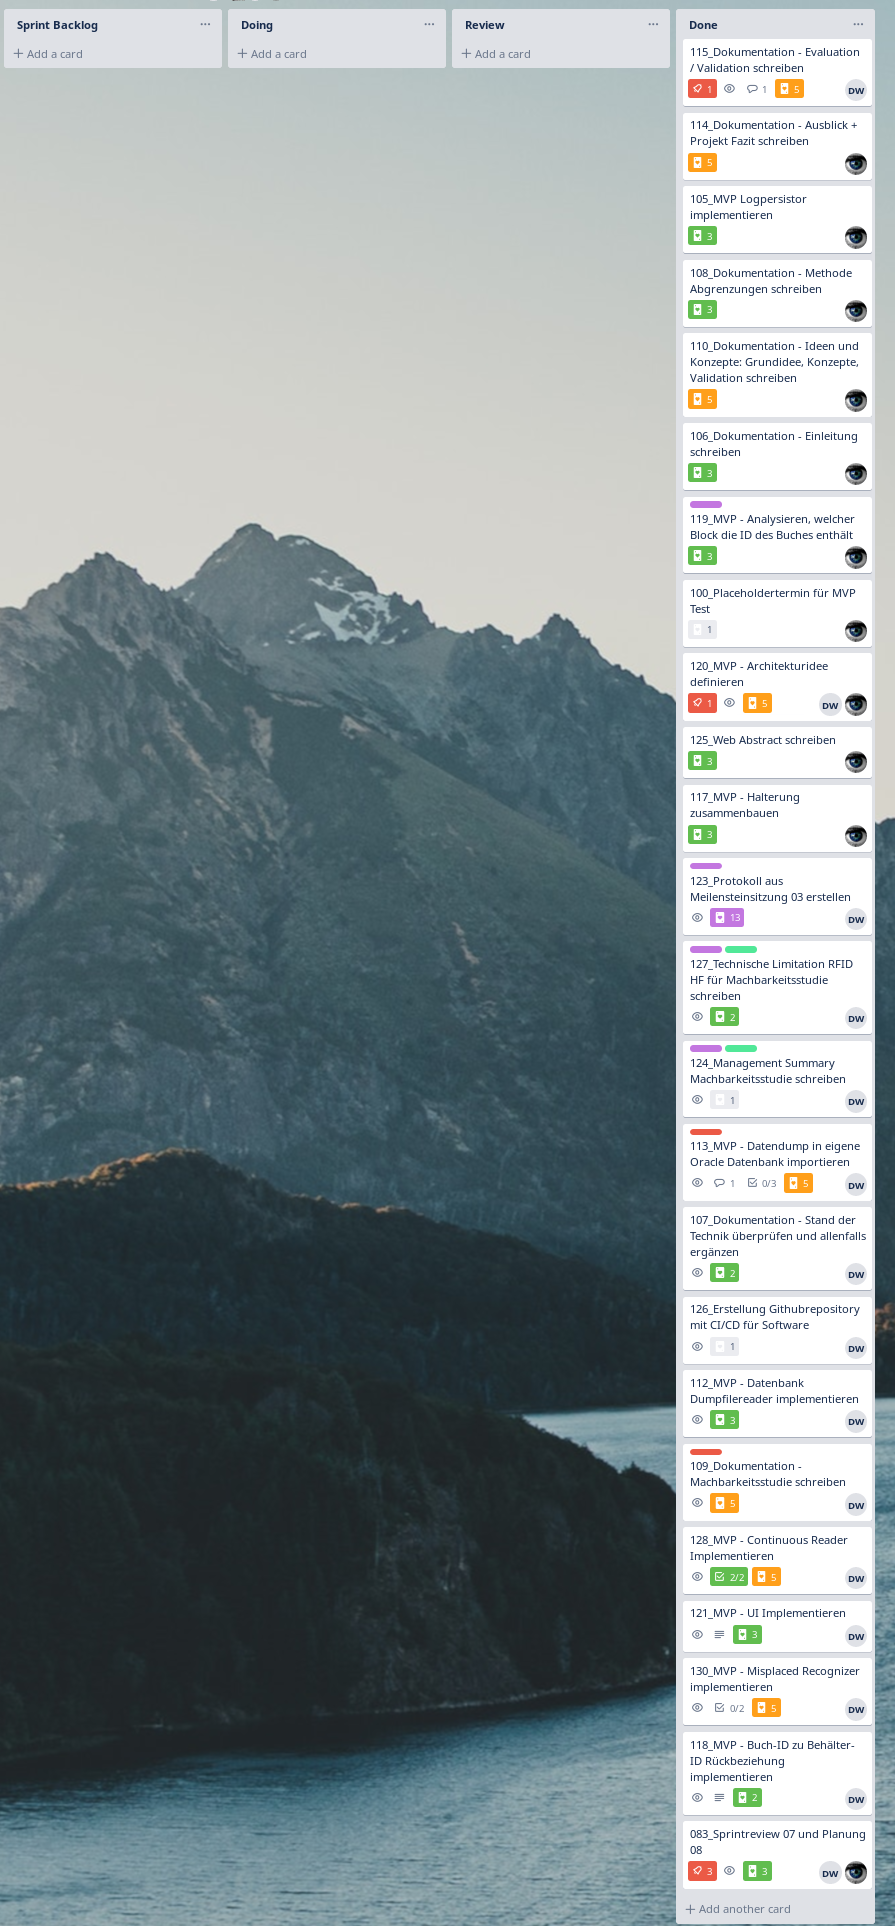 Sprint Backlog
Add a card
Doing
Add a card
Review
Add a card
Done
115_Dokumentation - Evaluation
/ Validation schreiben
1 1 5 DW
114_Dokumentation - Ausblick +
Projekt Fazit schreiben
5
105_MVP Logpersistor
implementieren
3
108_Dokumentation - Methode
Abgrenzungen schreiben
3
110_Dokumentation - Ideen und
Konzepte: Grundidee, Konzepte,
Validation schreiben
5
106_Dokumentation - Einleitung
schreiben
3
119_MVP - Analysieren, welcher
Block die ID des Buches enthält
3
100_Placeholdertermin für MVP
Test
1
120_MVP - Architekturidee
definieren
1 5 DW
125_Web Abstract schreiben
3
117_MVP - Halterung
zusammenbauen
3
123_Protokoll aus
Meilensteinsitzung 03 erstellen
13 DW
127_Technische Limitation RFID
HF für Machbarkeitsstudie
schreiben
2 DW
124_Management Summary
Machbarkeitsstudie schreiben
1 DW
113_MVP - Datendump in eigene
Oracle Datenbank importieren
1 0/3 5 DW
107_Dokumentation - Stand der
Technik überprüfen und allenfalls
ergänzen
2 DW
126_Erstellung Githubrepository
mit CI/CD für Software
1 DW
112_MVP - Datenbank
Dumpfilereader implementieren
3 DW
109_Dokumentation -
Machbarkeitsstudie schreiben
5 DW
128_MVP - Continuous Reader
Implementieren
2/2 5 DW
121_MVP - UI Implementieren
3 DW
130_MVP - Misplaced Recognizer
implementieren
0/2 5 DW
118_MVP - Buch-ID zu Behälter-
ID Rückbeziehung
implementieren
2 DW
083_Sprintreview 07 und Planung
08
3 3 DW
Add another card